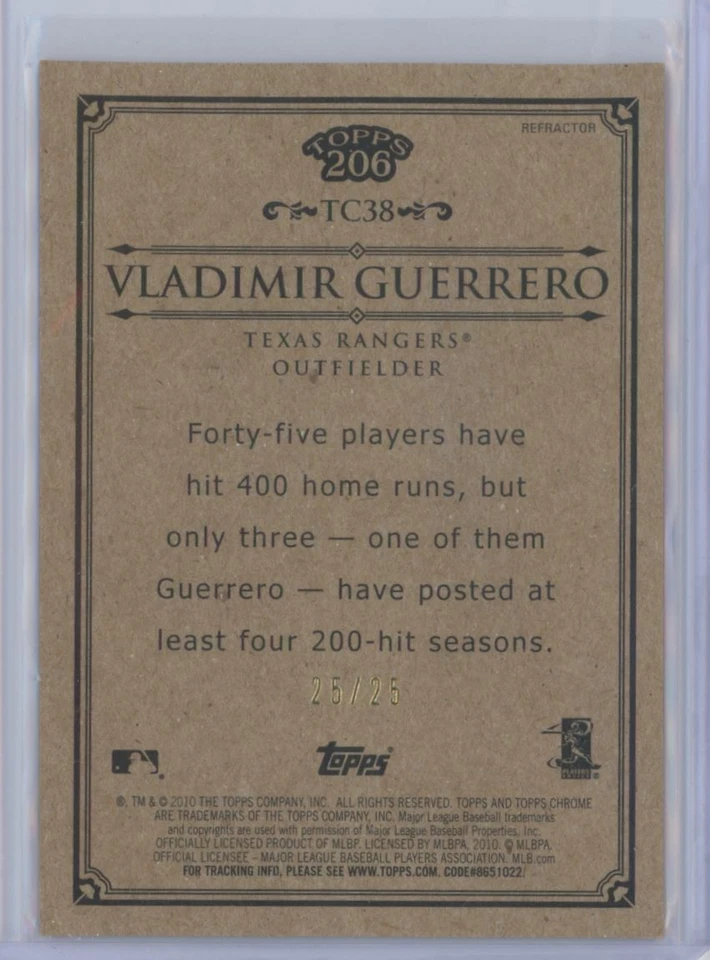 REFRACTOR
TOPPS
206
TC38
VLADIMIR GUERRERO
TEXAS RANGERS®
OUTFIELDER
Forty-five players have
hit 400 home runs, but
only three — one of them
Guerrero — have posted at
least four 200-hit seasons.
25/25
Topps®
PLAYERS
CHOICE ®
®, TM & © 2010 THE TOPPS COMPANY, INC. ALL RIGHTS RESERVED. TOPPS AND TOPPS CHROME
ARE TRADEMARKS OF THE TOPPS COMPANY, INC. Major League Baseball trademarks
and copyrights are used with permission of Major League Baseball Properties, Inc.
OFFICIALLY LICENSED PRODUCT OF MLBP. LICENSED BY MLBPA, 2010. © MLBPA.
OFFICIAL LICENSEE – MAJOR LEAGUE BASEBALL PLAYERS ASSOCIATION. MLB.com
FOR TRACKING INFO, PLEASE SEE WWW.TOPPS.COM. CODE#8651022.